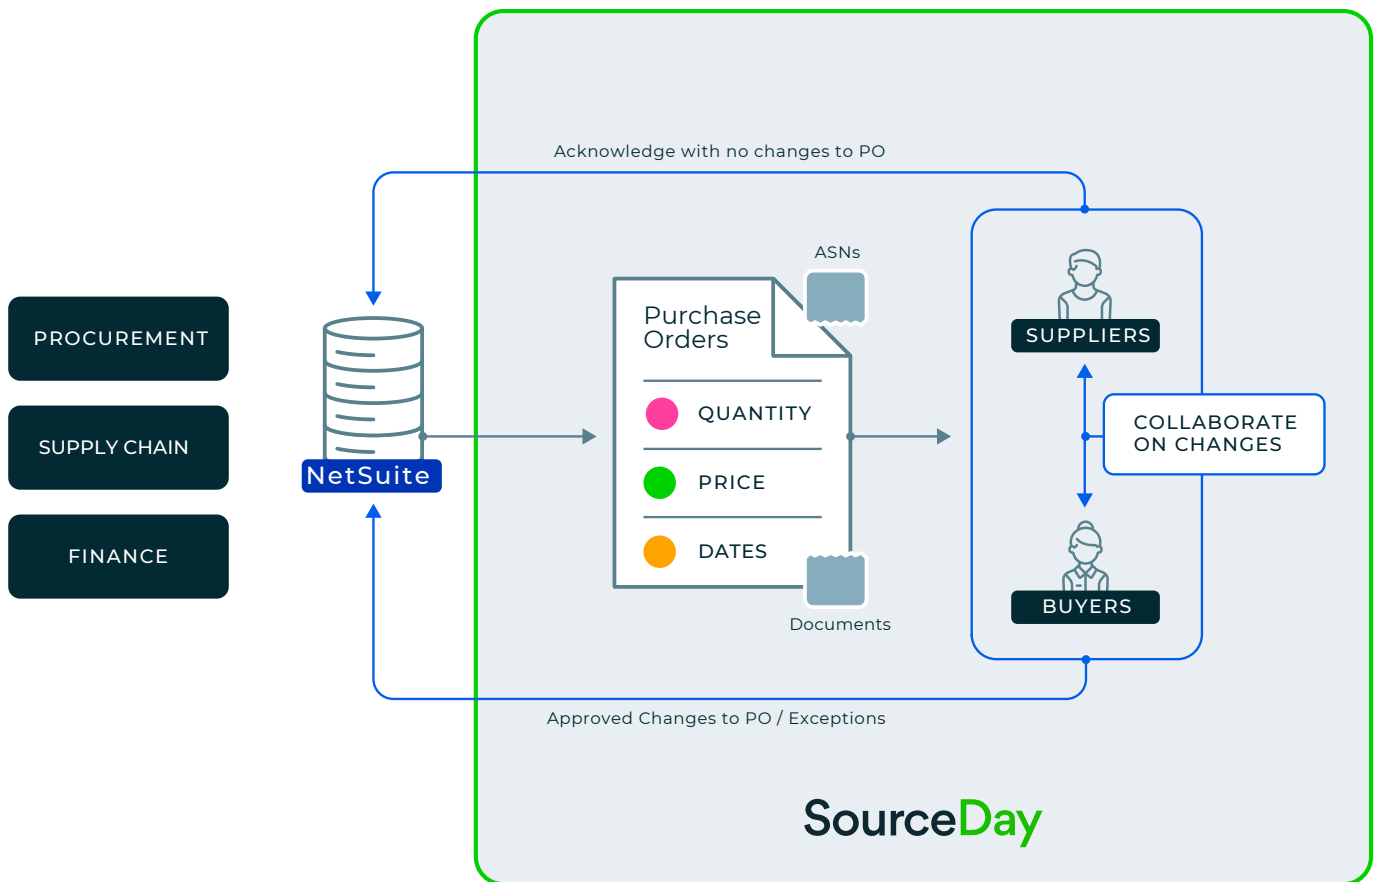 Acknowledge with no changes to PO
ASNs
PROCUREMENT
SUPPLY CHAIN
FINANCE
NetSuite
Purchase
Orders
QUANTITY
PRICE
DATES
Documents
SUPPLIERS
COLLABORATE
ON CHANGES
BUYERS
Approved Changes to PO / Exceptions
SourceDay